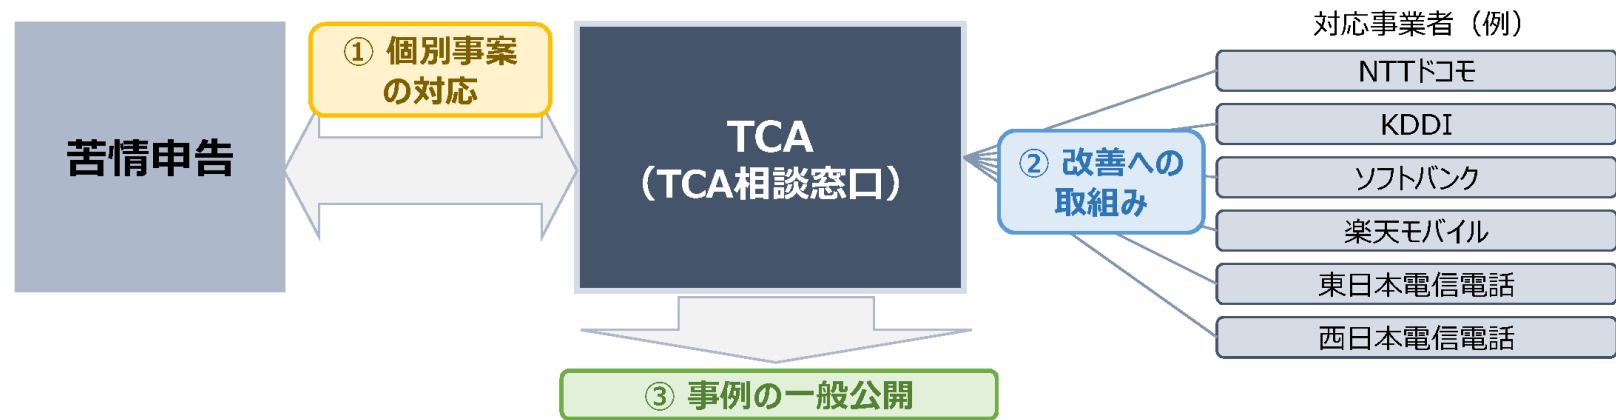 苦情申告
① 個別事案
の対応
TCA
（TCA相談窓口）
② 改善への
取組み
対応事業者（例）
NTTドコモ
KDDI
ソフトバンク
楽天モバイル
東日本電信電話
西日本電信電話
③ 事例の一般公開